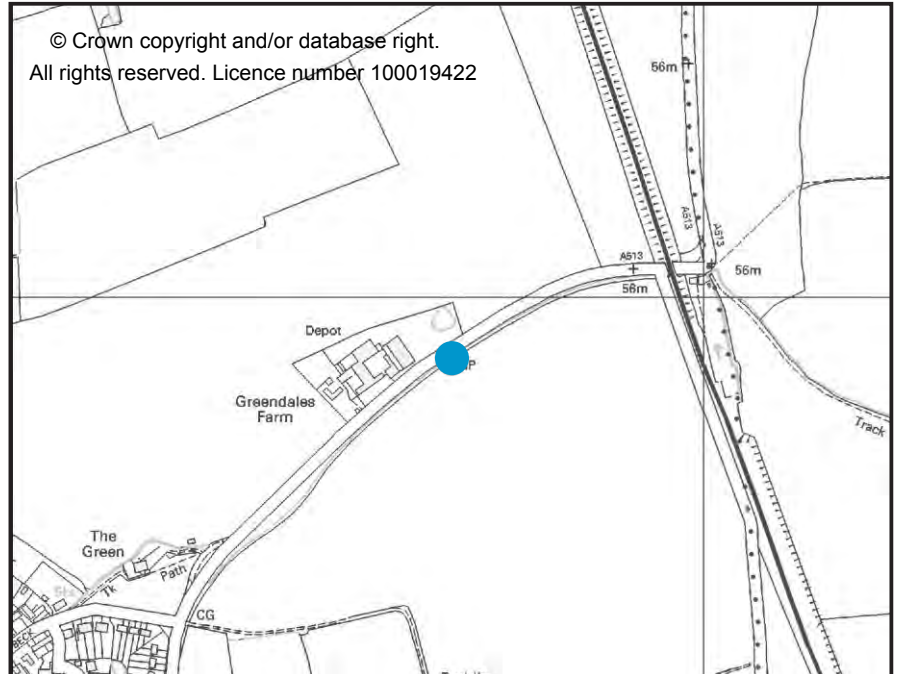 © Crown copyright and/or database right.
All rights reserved. Licence number 100019422
56m
A513
A513
A513
56m
56m
Depot
Greendales
Farm
Track
The
Green
Path
Tk
CG
BECK